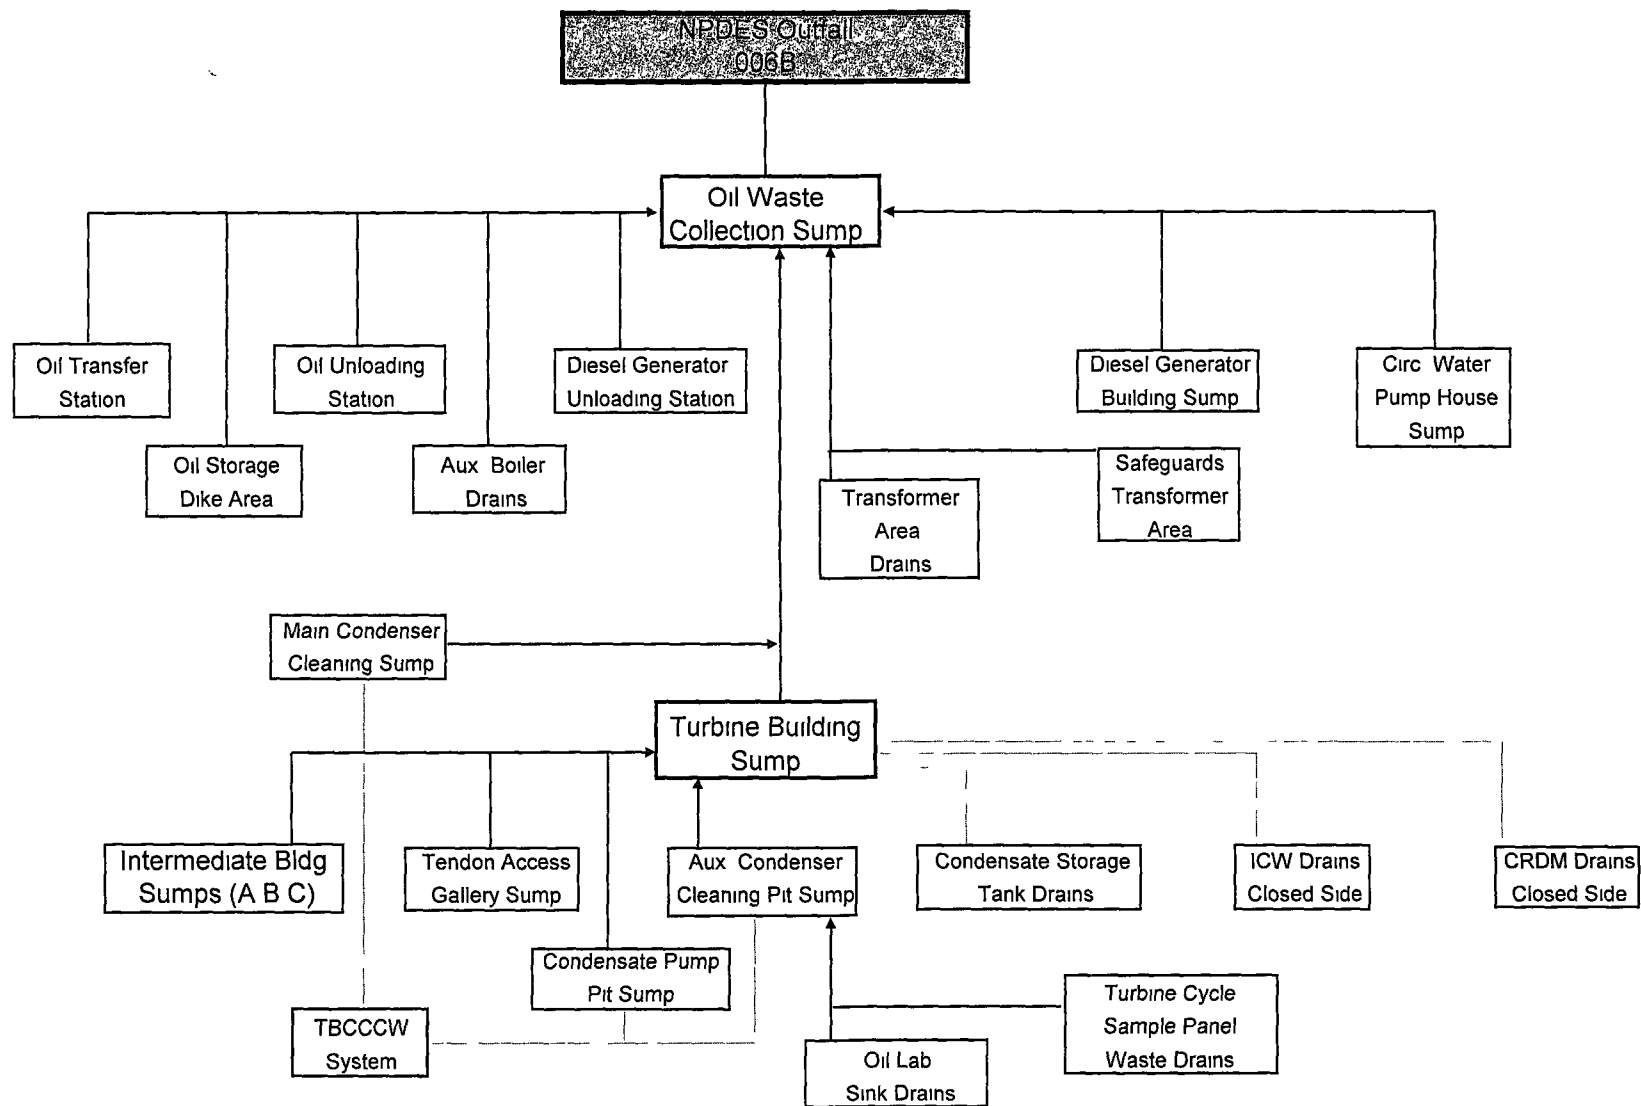 NPDES Outfall
006B
Oil Waste
Collection Sump
Oil Transfer
Station
Oil Unloading
Station
Diesel Generator
Unloading Station
Diesel Generator
Building Sump
Circ Water
Pump House
Sump
Oil Storage
Dike Area
Aux Boiler
Drains
Transformer
Area
Drains
Safeguards
Transformer
Area
Main Condenser
Cleaning Sump
Turbine Building
Sump
Intermediate Bldg
Sumps (A B C)
Tendon Access
Gallery Sump
Aux Condenser
Cleaning Pit Sump
Condensate Storage
Tank Drains
ICW Drains
Closed Side
CRDM Drains
Closed Side
Condensate Pump
Pit Sump
TBCCCW
System
Oil Lab
Sink Drains
Turbine Cycle
Sample Panel
Waste Drains